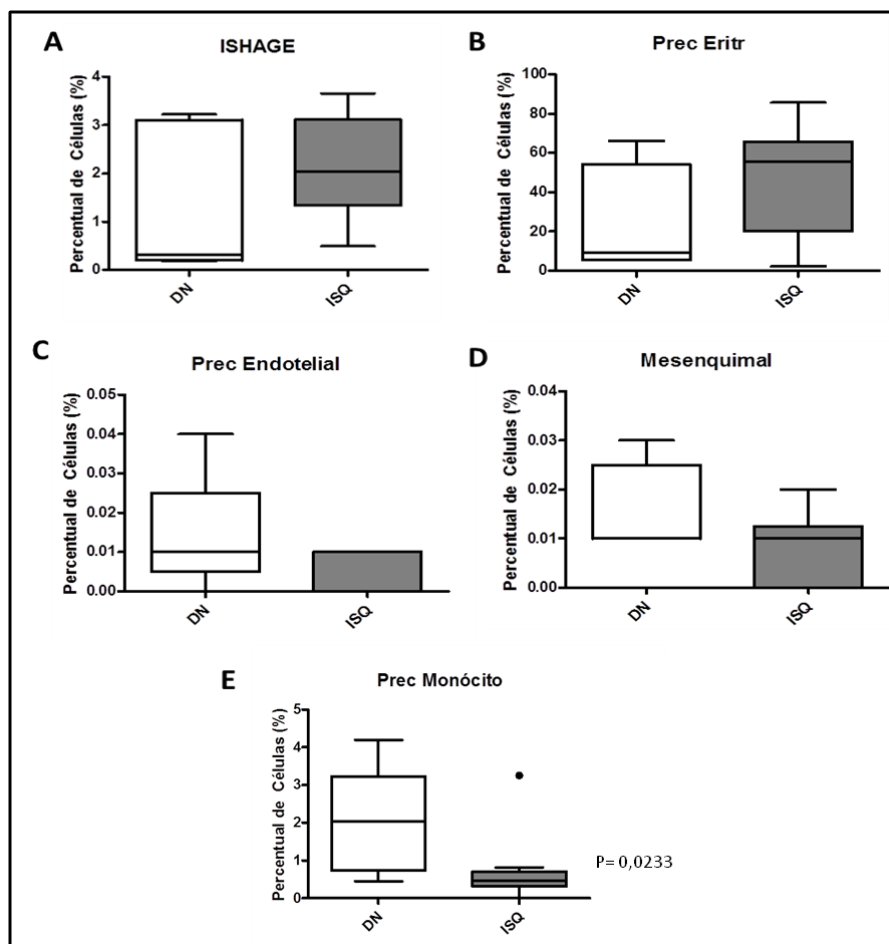 A
ISHAGE
Percentual de Células (%)
4
3
2
1
0
DN
ISQ
B
Prec Eritr
Percentual de Células (%)
100
80
60
40
20
0
DN
ISQ
C
Prec Endotelial
Percentual de Células (%)
0.05
0.04
0.03
0.02
0.01
0.00
DN
ISQ
D
Mesenquimal
Percentual de Células (%)
0.04
0.03
0.02
0.01
0.00
DN
ISQ
E
Prec Monócito
Percentual de Células (%)
5
4
3
2
1
0
DN
ISQ
P= 0,0233